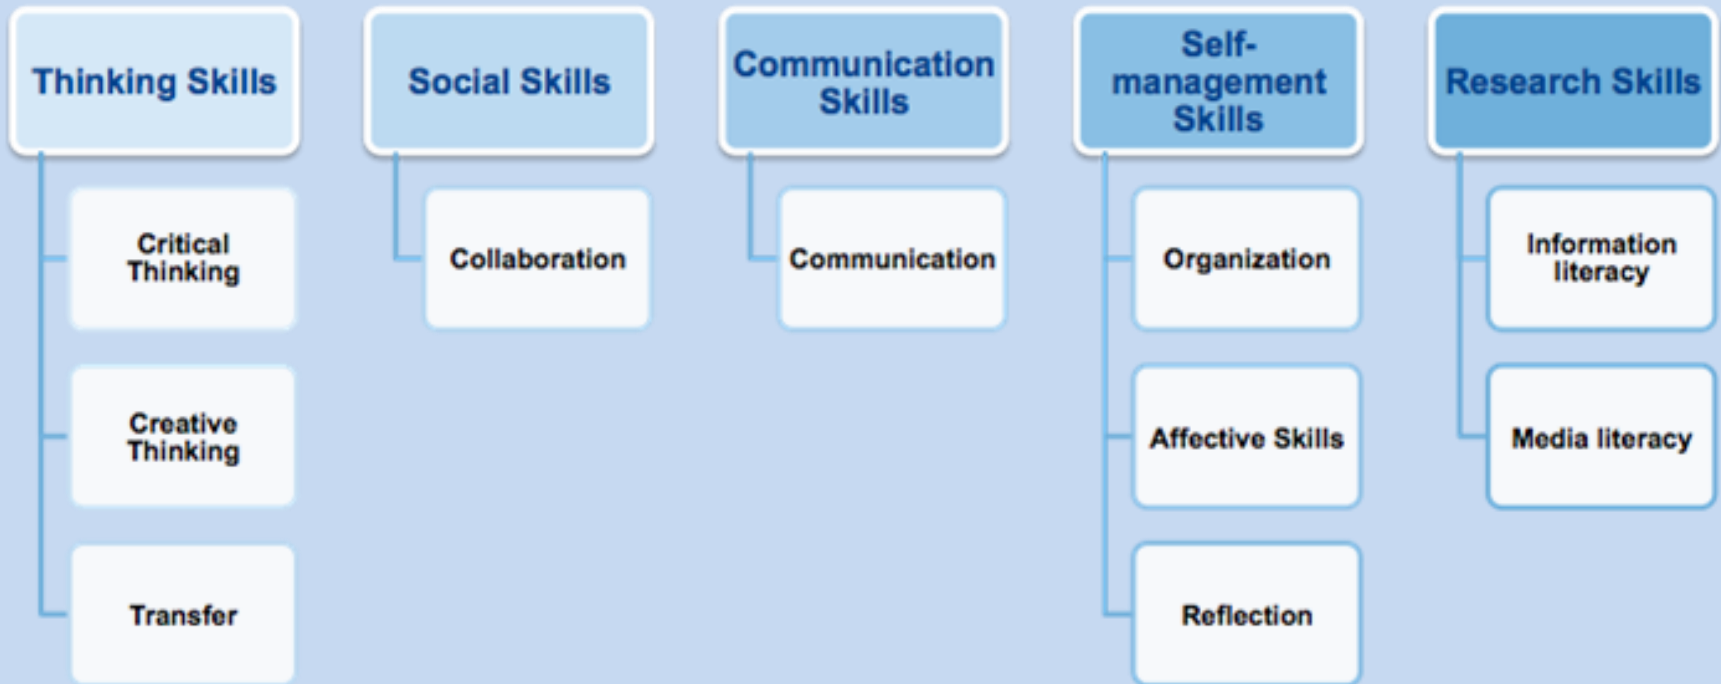 Thinking Skills
Critical
Thinking
Creative
Thinking
Transfer
Social Skills
Collaboration
Communication
Skills
Communication
Self-
management
Skills
Organization
Affective Skills
Reflection
Research Skills
Information
literacy
Media literacy